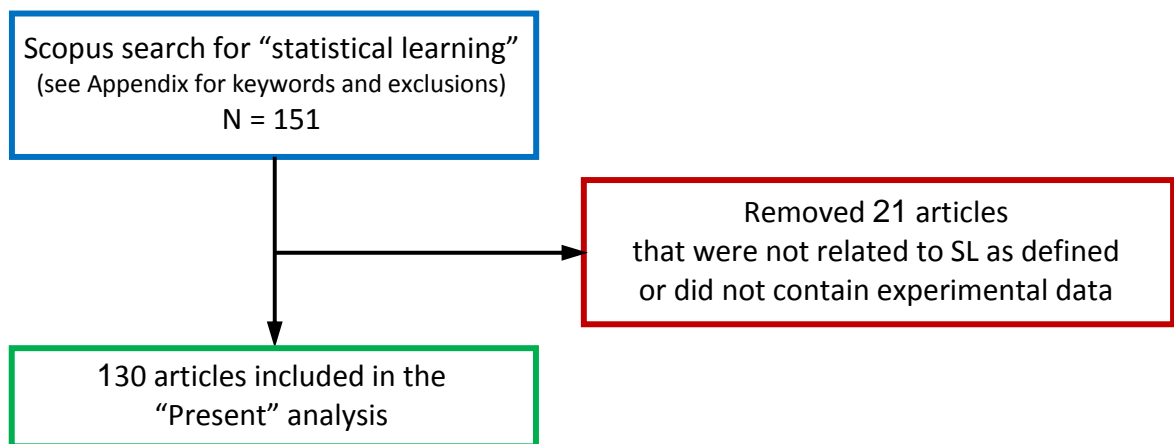 Scopus search for “statistical learning”
(see Appendix for keywords and exclusions)
N = 151
Removed 21 articles
that were not related to SL as defined
or did not contain experimental data
130 articles included in the
“Present” analysis